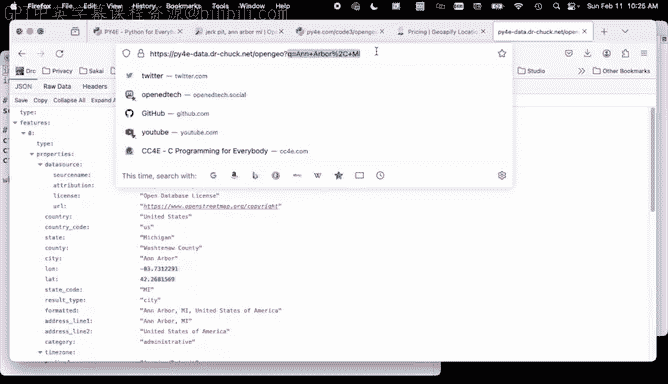 Firefox File Edit View History Bookmarks Tools Window Help Sun Feb 11 10:26 AM
PY4E - Python for Everyb jerk pit, ann arbor mi | Op py4e.com/code3/openge Pricing | Geoapify Location py4e-data.dr-chuck.net/open
https://py4e-data.dr-chuck.net/opengeo?q=Ann+Arbor%2C+MI
Orc Privacy Sakai Studio Other Bookmarks
twitter — twitter.com
JSON Raw Data Headers
openedtech — openedtech.social
Save Copy Collapse All Expand
GitHub — github.com
type:
youtube — youtube.com
features:
0:
CC4E - C Programming for Everybody — cc4e.com
type:
properties:
This time, search with:
datasource:
sourcename:
attribution:
license: "Open Database License"
url: "https://www.openstreetmap.org/copyright"
country: "United States"
country_code: "us"
state: "Michigan"
county: "Washtenaw County"
city: "Ann Arbor"
lon: -83.7312291
lat: 42.2681569
state_code: "MI"
result_type: "city"
formatted: "Ann Arbor, MI, United States of America"
address_line1: "Ann Arbor, MI"
address_line2: "United States of America"
category: "administrative"
timezone: